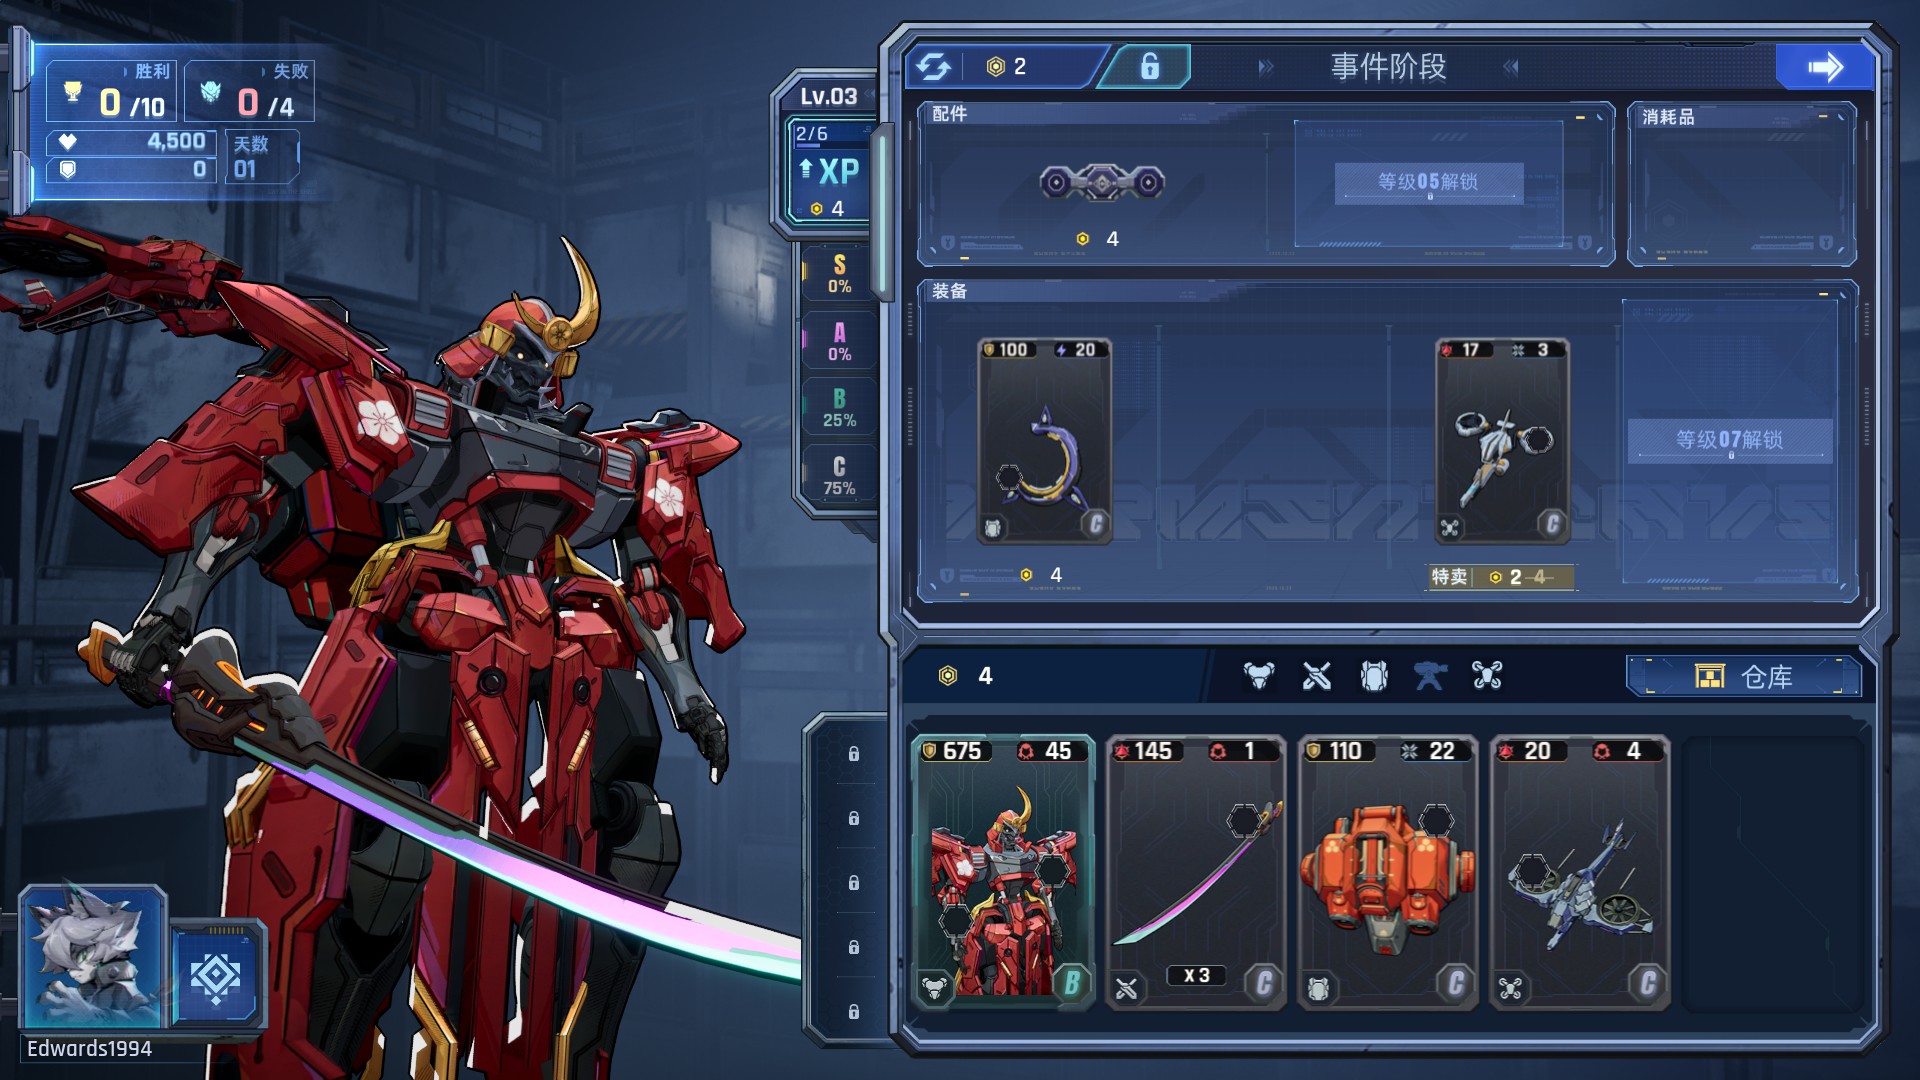 胜利
0/10
失败
0/4
4,500
0
天数
01
Lv.03
2/6
XP
4
S
0%
A
0%
B
25%
C
75%
2
事件阶段
配件
4
等级05解锁
消耗品
装备
100 20
C
4
17 3
C
特卖 2 4
等级07解锁
4
仓库
675 45
B
145 1
x3
C
110 22
C
20 4
C
Edwards1994